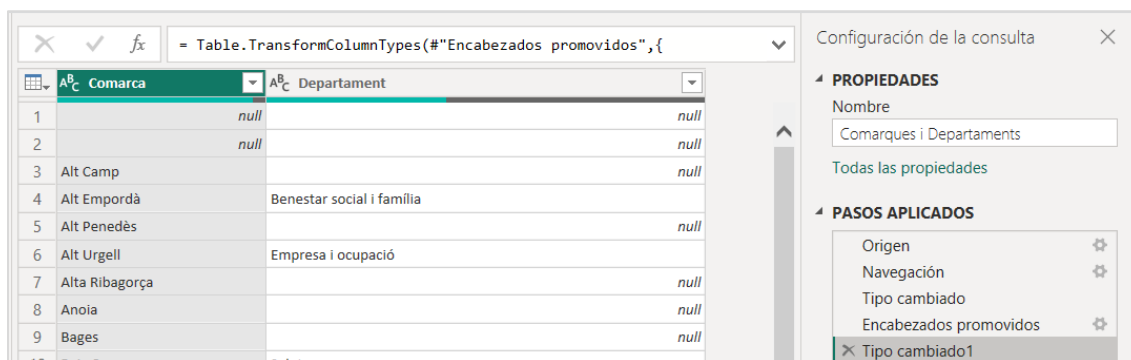 fx = Table.TransformColumnTypes(#"Encabezados promovidos",{
Configuración de la consulta
ABC Comarca ABC Departament
PROPIEDADES
Nombre
Comarques i Departaments
Todas las propiedades
1 null null
2 null null
3 Alt Camp null
4 Alt Empordà Benestar social i família
5 Alt Penedès null
6 Alt Urgell Empresa i ocupació
7 Alta Ribagorça null
8 Anoia null
9 Bages null
PASOS APLICADOS
Origen
Navegación
Tipo cambiado
Encabezados promovidos
Tipo cambiado1